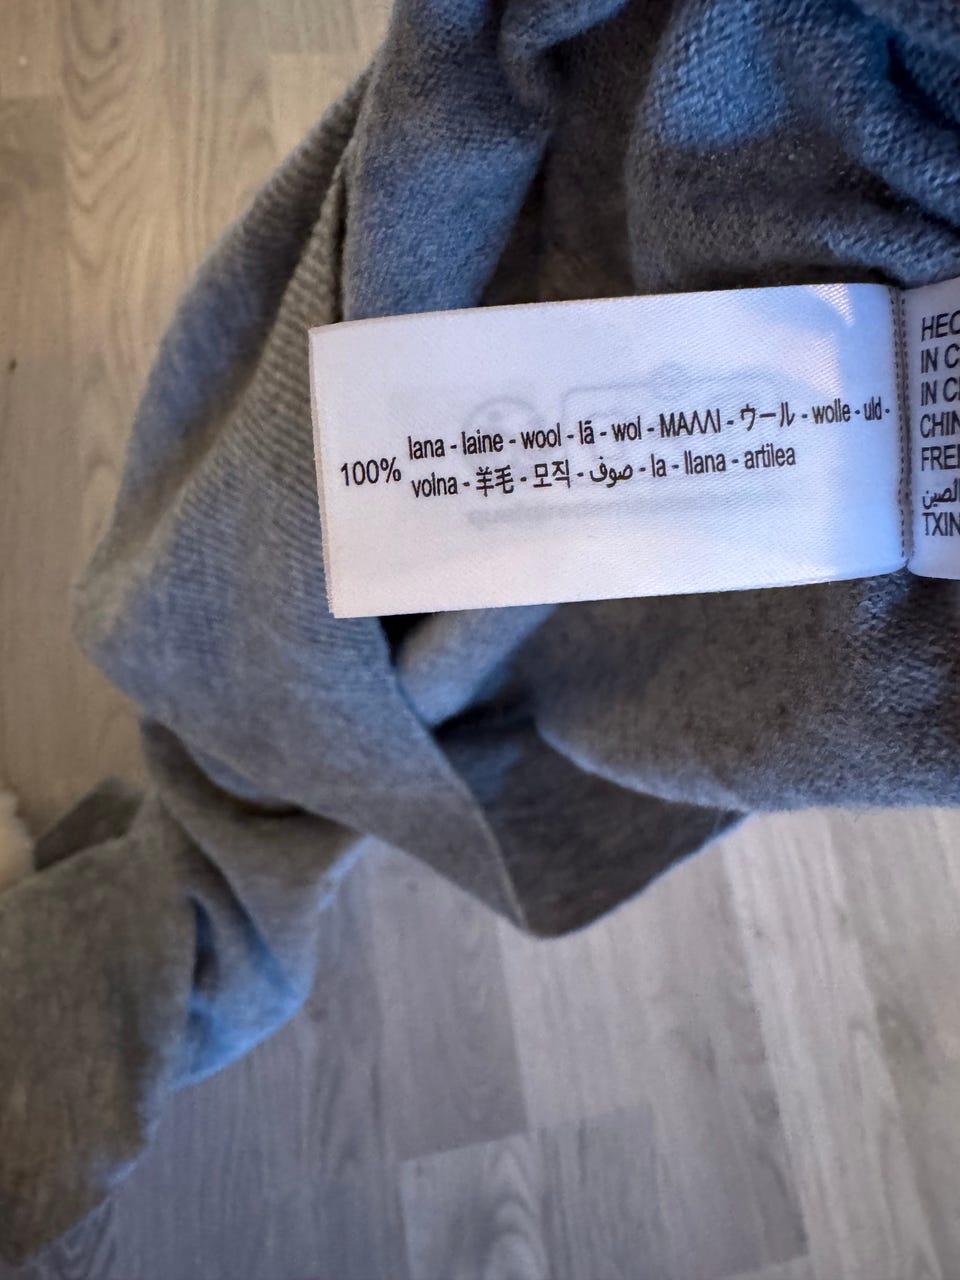 100% lana - laine - wool - lã - wol - ΜΑΛΛΙ - ウール - wolle - uld -
volna - 羊毛 - 모직 - صوف - la - llana - artilea
HEC
IN C
IN C
CHIN
FRE
الصين
TXIN